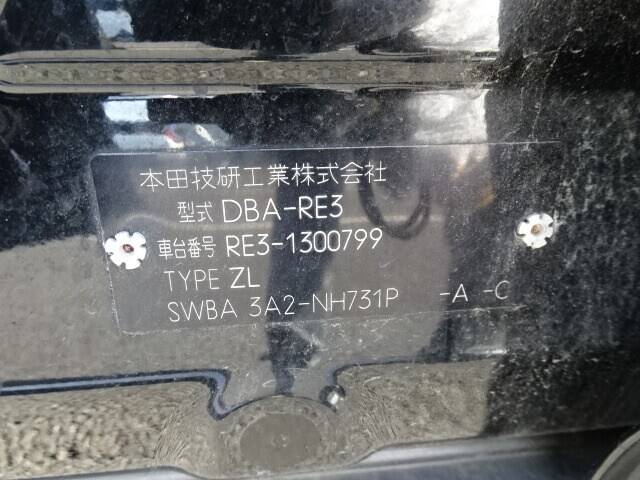 本田技研工業株式会社
型式 DBA-RE3
車台番号 RE3-1300799
TYPE ZL
SWBA 3A2-NH731P -A -C